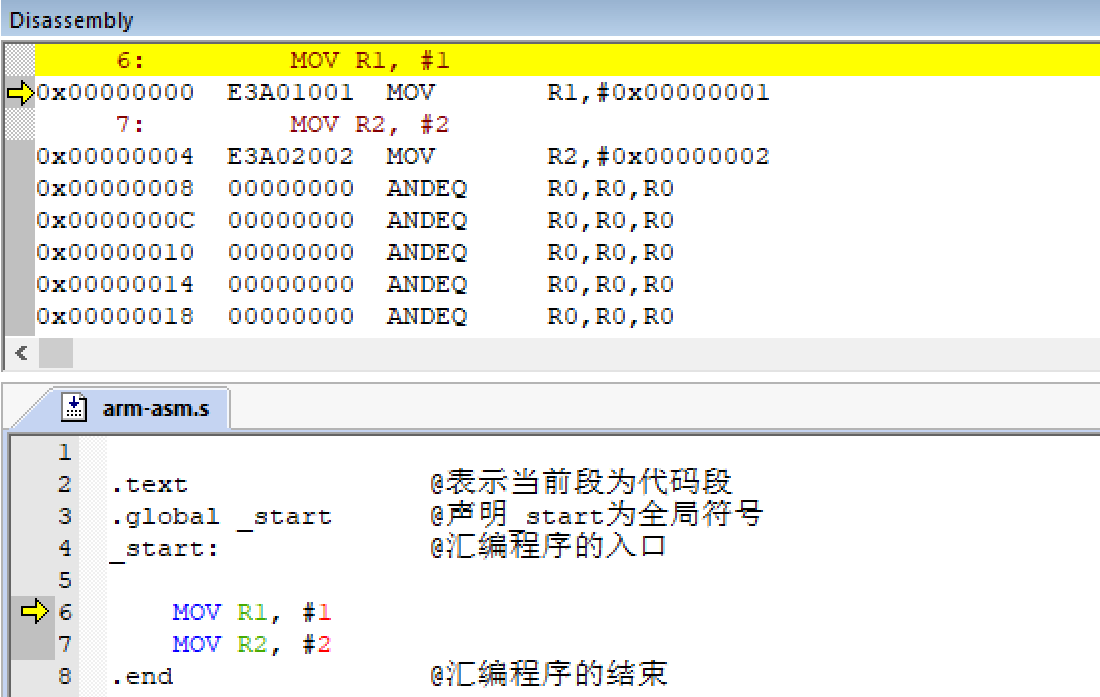 Disassembly
6: MOV R1, #1
0x00000000 E3A01001 MOV R1,#0x00000001
7: MOV R2, #2
0x00000004 E3A02002 MOV R2,#0x00000002
0x00000008 00000000 ANDEQ R0,R0,R0
0x0000000C 00000000 ANDEQ R0,R0,R0
0x00000010 00000000 ANDEQ R0,R0,R0
0x00000014 00000000 ANDEQ R0,R0,R0
0x00000018 00000000 ANDEQ R0,R0,R0
arm-asm.s
1
2 .text @表示当前段为代码段
3 .global _start @声明_start为全局符号
4 _start: @汇编程序的入口
5
6 MOV R1, #1
7 MOV R2, #2
8 .end @汇编程序的结束